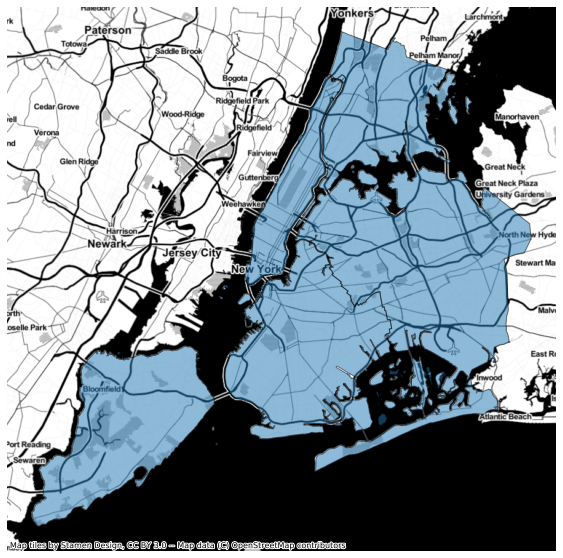 Haledon
Yonkers
Larchmont
Paterson
Totowa
Saddle Brook
Pelham
Pelham Manor
Bogota
Cedar Grove
Ridgefield Park
Wood-Ridge
Manorhaven
Verona
Ridgefield
Glen Ridge
Fairview
Great Neck
Guttenberg
Great Neck Plaza
University Gardens
Weehawken
Harrison
North New Hyde
Newark
Jersey City
Stewart Ma
New York
Malv
oselle Park
East Ro
Inwood
Bloomfield
Atlantic Beach
Port Reading
Sewaren
Map tiles by Stamen Design, CC BY 3.0 -- Map data (C) OpenStreetMap contributors